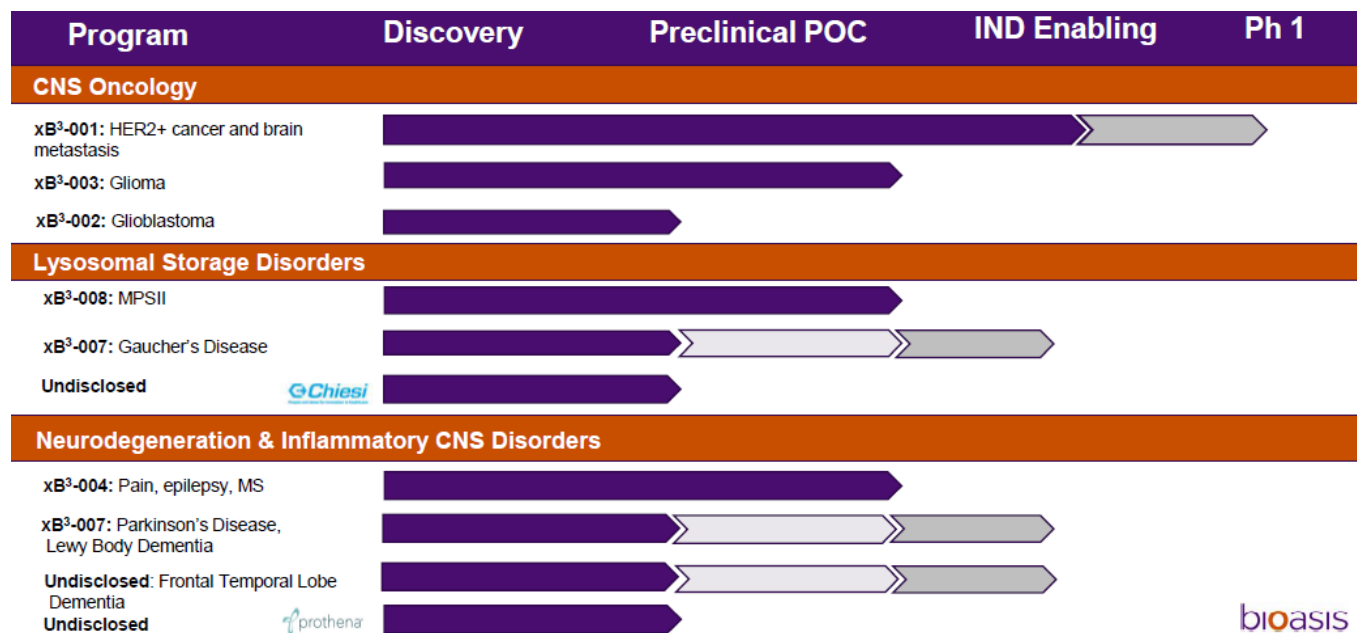 Program Discovery Preclinical POC IND Enabling Ph 1
CNS Oncology
xB³-001: HER2+ cancer and brain
metastasis
xB³-003: Glioma
xB³-002: Glioblastoma
Lysosomal Storage Disorders
xB³-008: MPSII
xB³-007: Gaucher's Disease
Undisclosed Chiesi
Neurodegeneration & Inflammatory CNS Disorders
xB³-004: Pain, epilepsy, MS
xB³-007: Parkinson's Disease,
Lewy Body Dementia
Undisclosed: Frontal Temporal Lobe
Dementia
Undisclosed prothena
bioasis